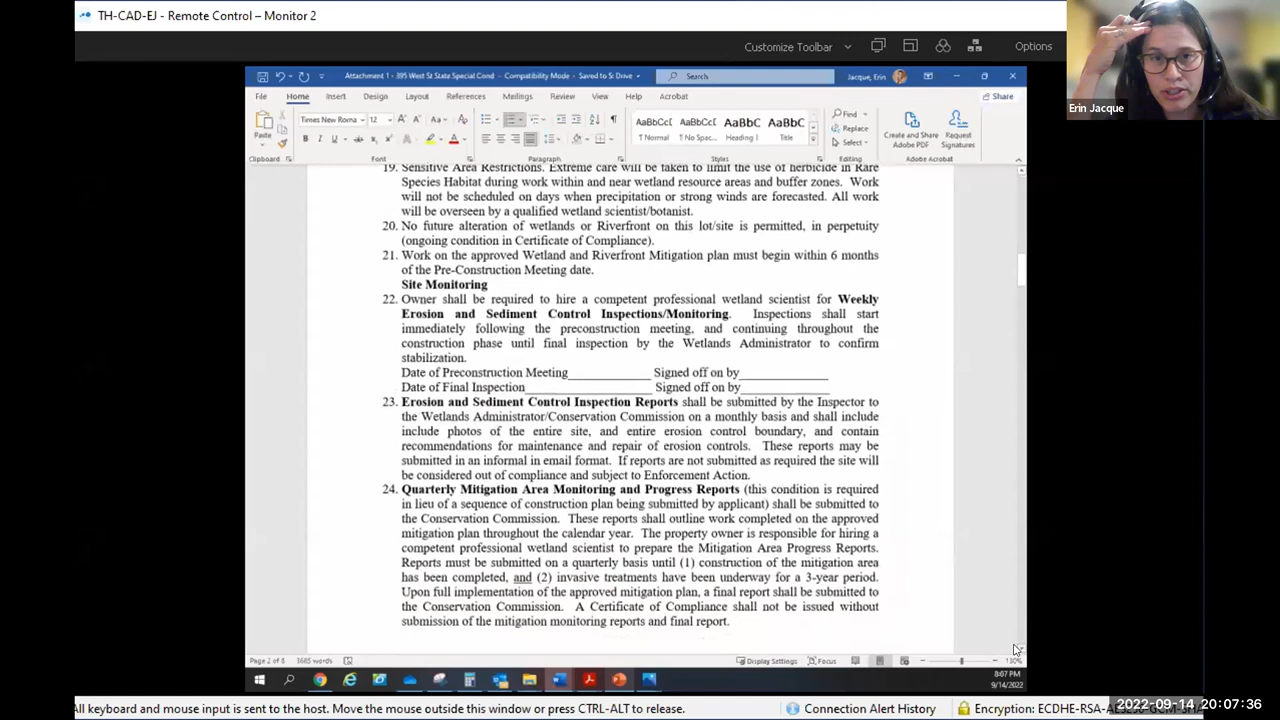 TH-CAD-EJ - Remote Control – Monitor 2
Customize Toolbar
Options
Erin Jacque
Attachment 1 - 395 West St State Special Cond - Compatibility Mode - Saved to S: Drive
Search
Jacque, Erin
File Home Insert Design Layout References Mailings Review View Help Acrobat
Share
Paste
Times New Roma 12
AaBbCcI ¶ Normal
AaBbCcI ¶ No Spac...
AaBbC Heading 1
AaBbC Title
Find
Replace
Select
Create and Share Adobe PDF
Request Signatures
Clipboard Font Paragraph Styles Editing Adobe Acrobat
19. Sensitive Area Restrictions. Extreme care will be taken to limit the use of herbicide in Rare
Species Habitat during work within and near wetland resource areas and buffer zones. Work
will not be scheduled on days when precipitation or strong winds are forecasted. All work
will be overseen by a qualified wetland scientist/botanist.
20. No future alteration of wetlands or Riverfront on this lot/site is permitted, in perpetuity
(ongoing condition in Certificate of Compliance).
21. Work on the approved Wetland and Riverfront Mitigation plan must begin within 6 months
of the Pre-Construction Meeting date.
Site Monitoring
22. Owner shall be required to hire a competent professional wetland scientist for Weekly
Erosion and Sediment Control Inspections/Monitoring. Inspections shall start
immediately following the preconstruction meeting, and continuing throughout the
construction phase until final inspection by the Wetlands Administrator to confirm
stabilization.
Date of Preconstruction Meeting____________ Signed off on by_____________
Date of Final Inspection__________________ Signed off on by_____________
23. Erosion and Sediment Control Inspection Reports shall be submitted by the Inspector to
the Wetlands Administrator/Conservation Commission on a monthly basis and shall include
include photos of the entire site, and entire erosion control boundary, and contain
recommendations for maintenance and repair of erosion controls. These reports may be
submitted in an informal in email format. If reports are not submitted as required the site will
be considered out of compliance and subject to Enforcement Action.
24. Quarterly Mitigation Area Monitoring and Progress Reports (this condition is required
in lieu of a sequence of construction plan being submitted by applicant) shall be submitted to
the Conservation Commission. These reports shall outline work completed on the approved
mitigation plan throughout the calendar year. The property owner is responsible for hiring a
competent professional wetland scientist to prepare the Mitigation Area Progress Reports.
Reports must be submitted on a quarterly basis until (1) construction of the mitigation area
has been completed, and (2) invasive treatments have been underway for a 3-year period.
Upon full implementation of the approved mitigation plan, a final report shall be submitted to
the Conservation Commission. A Certificate of Compliance shall not be issued without
submission of the mitigation monitoring reports and final report.
Page 2 of 8 3685 words
Display Settings Focus 130%
8:07 PM
9/14/2022
All keyboard and mouse input is sent to the host. Move the mouse outside this window or press CTRL-ALT to release.
Connection Alert History
Encryption: ECDHE-RSA-AES256-GCM-SHA
2022-09-14 20:07:36